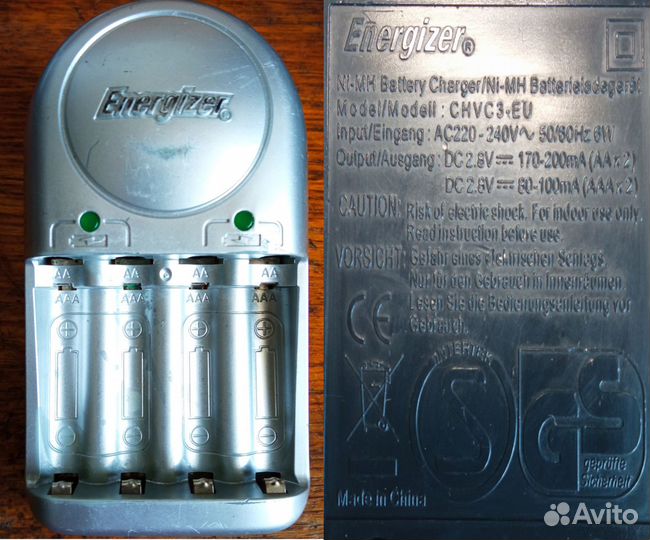 Energizer®
AA AA AA AA
AAA AAA AAA AAA
Energizer®
Ni-MH Battery Charger/Ni-MH Batterieladegerät
Model/Modell : CHVC3-EU
Input/Eingang : AC220 - 240V~ 50/60Hz 6W
Output/Ausgang : DC 2.8V 170-200mA (AA x 2)
DC 2.8V 80-100mA (AAA x 2)
CAUTION: Risk of electric shock. For indoor use only.
Read instruction before use.
VORSICHT: Gefahr eines elektrischen Schlags.
Nur für den Gebrauch in Innenräumen.
Lesen Sie die Bedienungsanleitung vor
Gebrauch.
CE
INTERTEK
S
GS
geprüfte
Sicherheit
Made in China
Avito